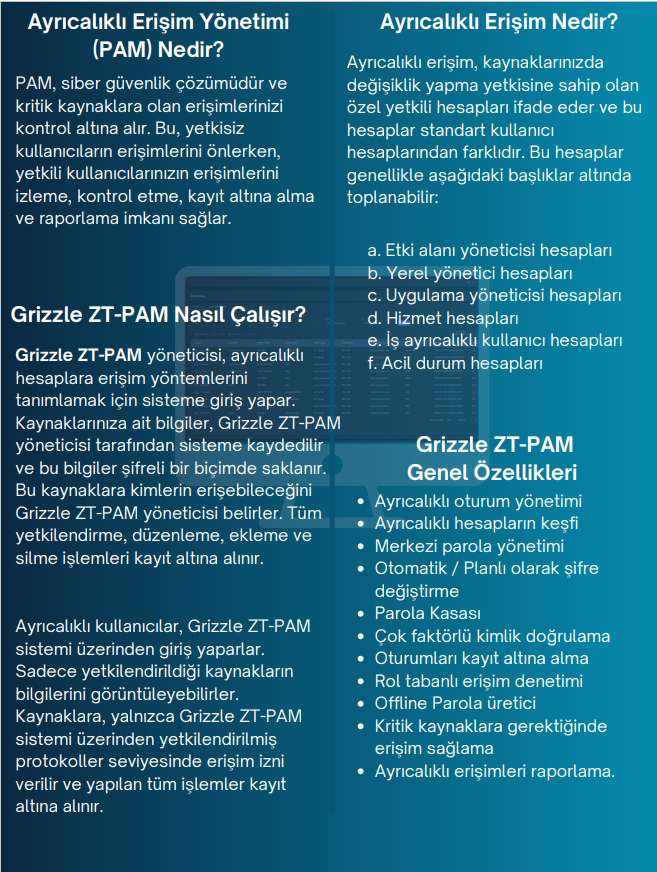 Ayrıcalıklı Erişim Yönetimi
(PAM) Nedir?
PAM, siber güvenlik çözümüdür ve
kritik kaynaklara olan erişimlerinizi
kontrol altına alır. Bu, yetkisiz
kullanıcıların erişimlerini önlerken,
yetkili kullanıcılarınızın erişimlerini
izleme, kontrol etme, kayıt altına alma
ve raporlama imkanı sağlar.
Grizzle ZT-PAM Nasıl Çalışır?
Grizzle ZT-PAM yöneticisi, ayrıcalıklı
hesaplara erişim yöntemlerini
tanımlamak için sisteme giriş yapar.
Kaynaklarınıza ait bilgiler, Grizzle ZT-PAM
yöneticisi tarafından sisteme kaydedilir
ve bu bilgiler şifreli bir biçimde saklanır.
Bu kaynaklara kimlerin erişebileceğini
Grizzle ZT-PAM yöneticisi belirler. Tüm
yetkilendirme, düzenleme, ekleme ve
silme işlemleri kayıt altına alınır.
Ayrıcalıklı kullanıcılar, Grizzle ZT-PAM
sistemi üzerinden giriş yaparlar.
Sadece yetkilendirildiği kaynakların
bilgilerini görüntüleyebilirler.
Kaynaklara, yalnızca Grizzle ZT-PAM
sistemi üzerinden yetkilendirilmiş
protokoller seviyesinde erişim izni
verilir ve yapılan tüm işlemler kayıt
altına alınır.
Ayrıcalıklı Erişim Nedir?
Ayrıcalıklı erişim, kaynaklarınızda
değişiklik yapma yetkisine sahip olan
özel yetkili hesapları ifade eder ve bu
hesaplar standart kullanıcı
hesaplarından farklıdır. Bu hesaplar
genellikle aşağıdaki başlıklar altında
toplanabilir:
a. Etki alanı yöneticisi hesapları
b. Yerel yönetici hesapları
c. Uygulama yöneticisi hesapları
d. Hizmet hesapları
e. İş ayrıcalıklı kullanıcı hesapları
f. Acil durum hesapları
Grizzle ZT-PAM
Genel Özellikleri
• Ayrıcalıklı oturum yönetimi
• Ayrıcalıklı hesapların keşfi
• Merkezi parola yönetimi
• Otomatik / Planlı olarak şifre
değiştirme
• Parola Kasası
• Çok faktörlü kimlik doğrulama
• Oturumları kayıt altına alma
• Rol tabanlı erişim denetimi
• Offline Parola üretici
• Kritik kaynaklara gerektiğinde
erişim sağlama
• Ayrıcalıklı erişimleri raporlama.